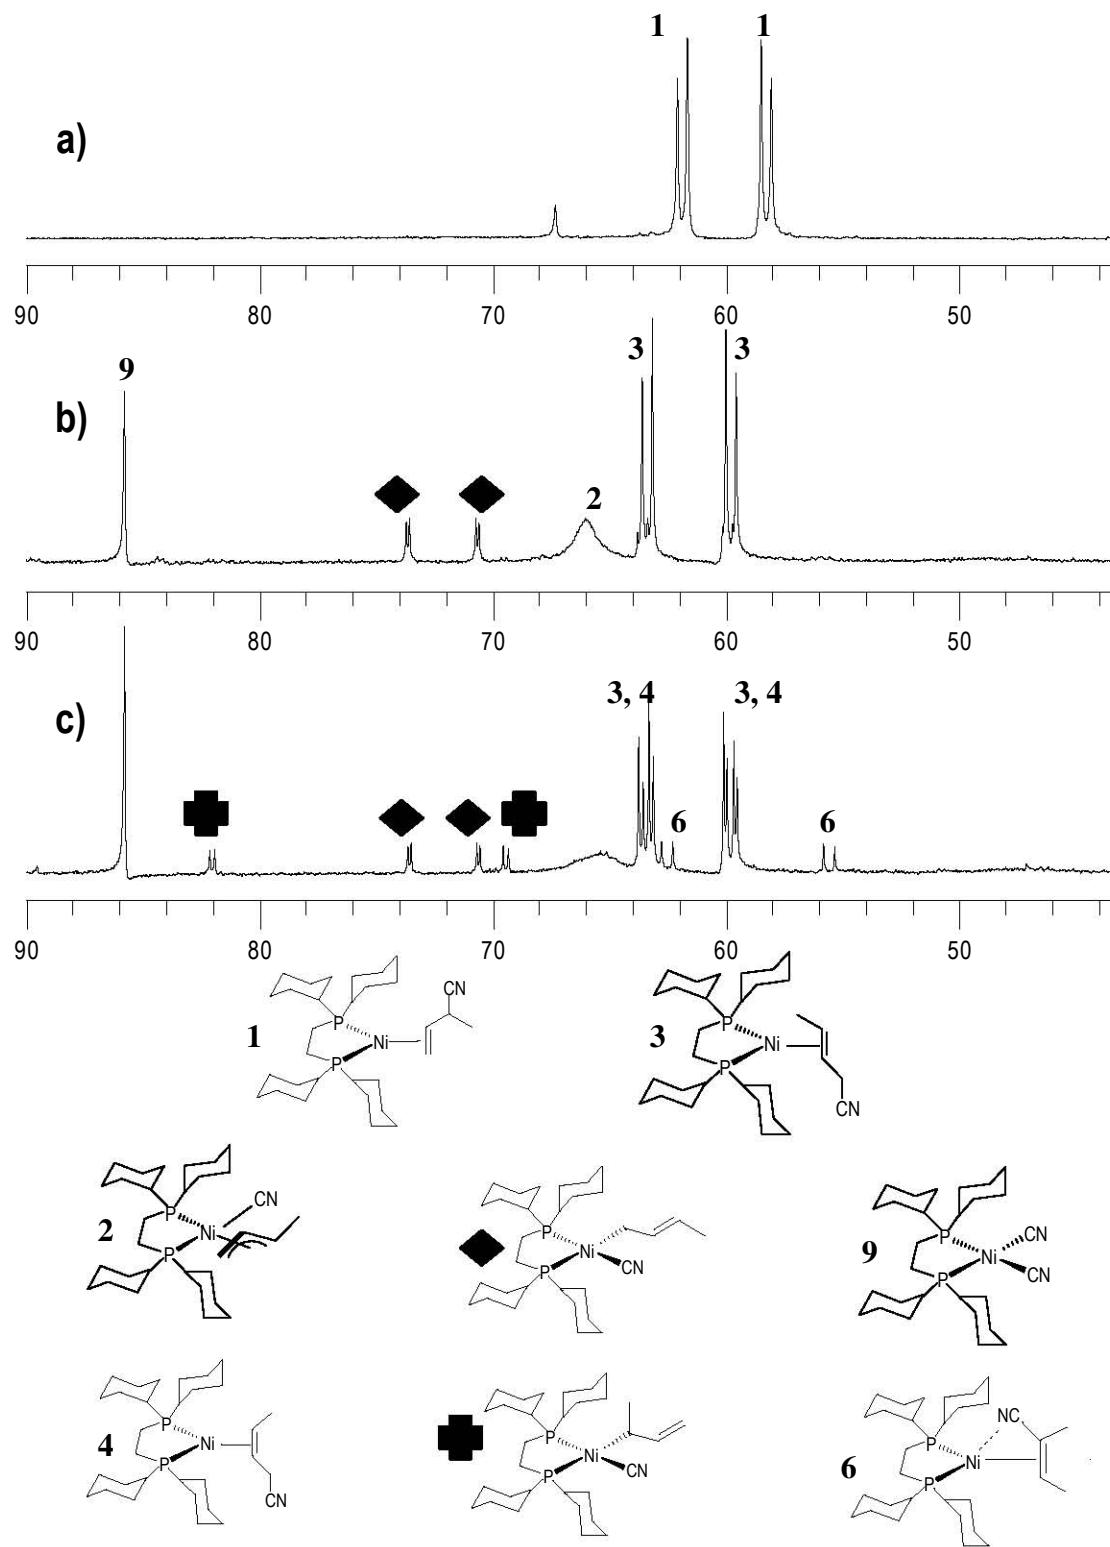 1 1
a)
90 80 70 60 50
9 3 3
b)
2
90 80 70 60 50
3, 4 3, 4
c)
6 6
90 80 70 60 50
CN
1 P Ni P
3 P Ni P
CN
2 P Ni P CN
P Ni P CN
9 P Ni P CN CN
4 P Ni P
CN
P Ni P CN
6 P Ni P NC